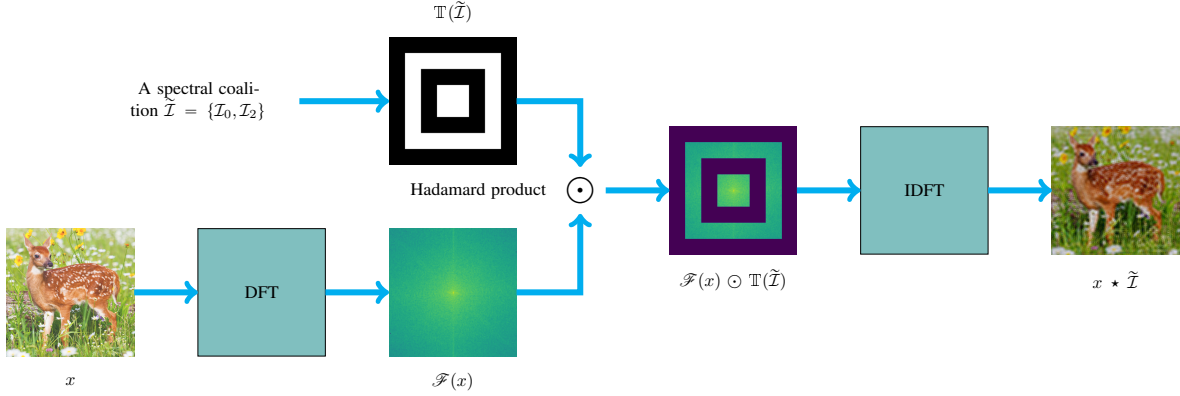 𝕋(Ĩ)
A spectral coali-
tion Ĩ = {I₀, I₂}
Hadamard product
⊙
DFT
IDFT
x
ℱ(x)
ℱ(x) ⊙ 𝕋(Ĩ)
x ⋆ Ĩ